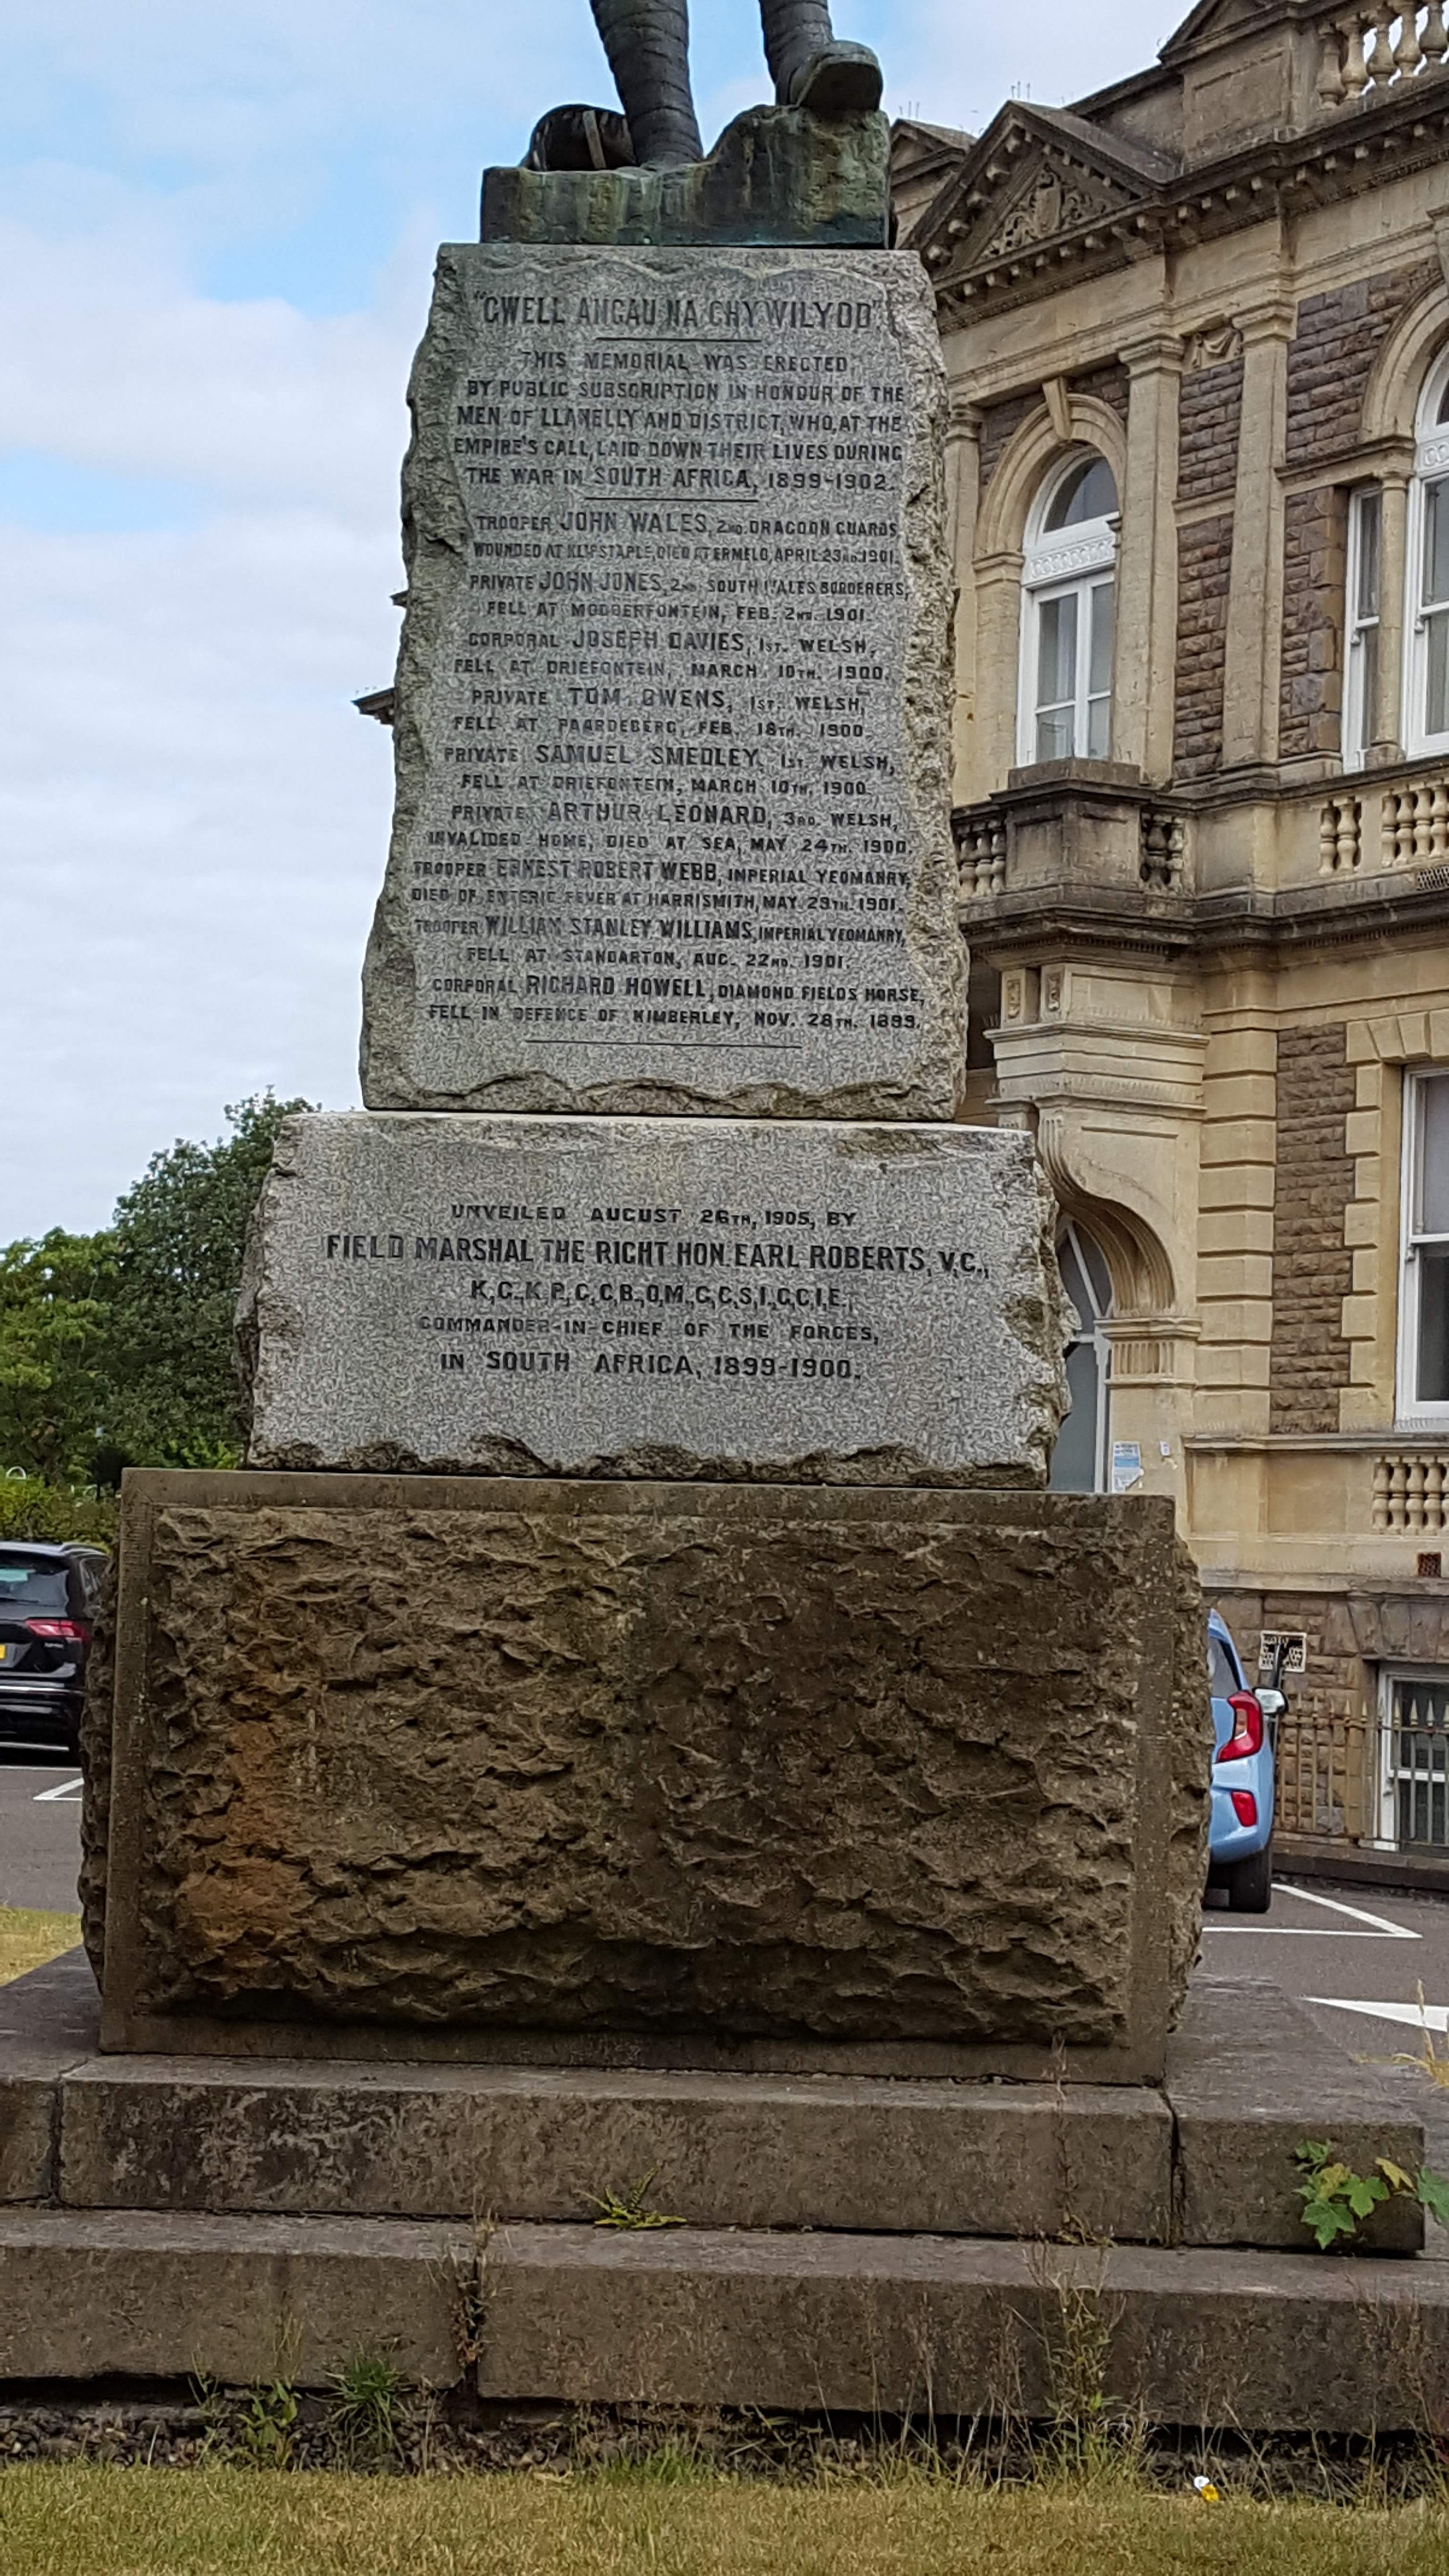 "GWELL ANGAU NA CHYWILYDD"
THIS MEMORIAL WAS ERECTED
BY PUBLIC SUBSCRIPTION IN HONOUR OF THE
MEN OF LLANELLY AND DISTRICT, WHO, AT THE
EMPIRE'S CALL, LAID DOWN THEIR LIVES DURING
THE WAR IN SOUTH AFRICA, 1899-1902.
TROOPER JOHN WALES, 2ND. DRAGOON GUARDS
WOUNDED AT KLIPSTAPLE, DIED AT ERMELO, APRIL 23RD. 1901.
PRIVATE JOHN JONES, 2ND. SOUTH WALES BORDERERS,
FELL AT MODDERFONTEIN, FEB. 2ND. 1901.
CORPORAL JOSEPH DAVIES, 1ST. WELSH,
FELL AT DRIEFONTEIN, MARCH 10TH. 1900.
PRIVATE TOM OWENS, 1ST. WELSH,
FELL AT PAARDEBERG, FEB. 18TH. 1900.
PRIVATE SAMUEL SMEDLEY, 1ST. WELSH,
FELL AT DRIEFONTEIN, MARCH 10TH. 1900.
PRIVATE ARTHUR LEONARD, 3RD. WELSH,
INVALIDED HOME, DIED AT SEA, MAY 24TH. 1900.
TROOPER ERNEST ROBERT WEBB, IMPERIAL YEOMANRY,
DIED OF ENTERIC FEVER AT HARRISMITH, MAY. 29TH. 1901.
TROOPER WILLIAM STANLEY WILLIAMS, IMPERIAL YEOMANRY,
FELL AT STANDARTON, AUG. 22ND. 1901.
CORPORAL RICHARD HOWELL, DIAMOND FIELDS HORSE,
FELL IN DEFENCE OF KIMBERLEY, NOV. 28TH. 1899.
UNVEILED AUGUST 26TH, 1905, BY
FIELD MARSHAL THE RIGHT HON. EARL ROBERTS, V.C.,
K,G.,K.P,G,C,B.,O,M.,G,C,S,I.,G,C,I,E.,
COMMANDER-IN-CHIEF OF THE FORCES,
IN SOUTH AFRICA, 1899-1900.